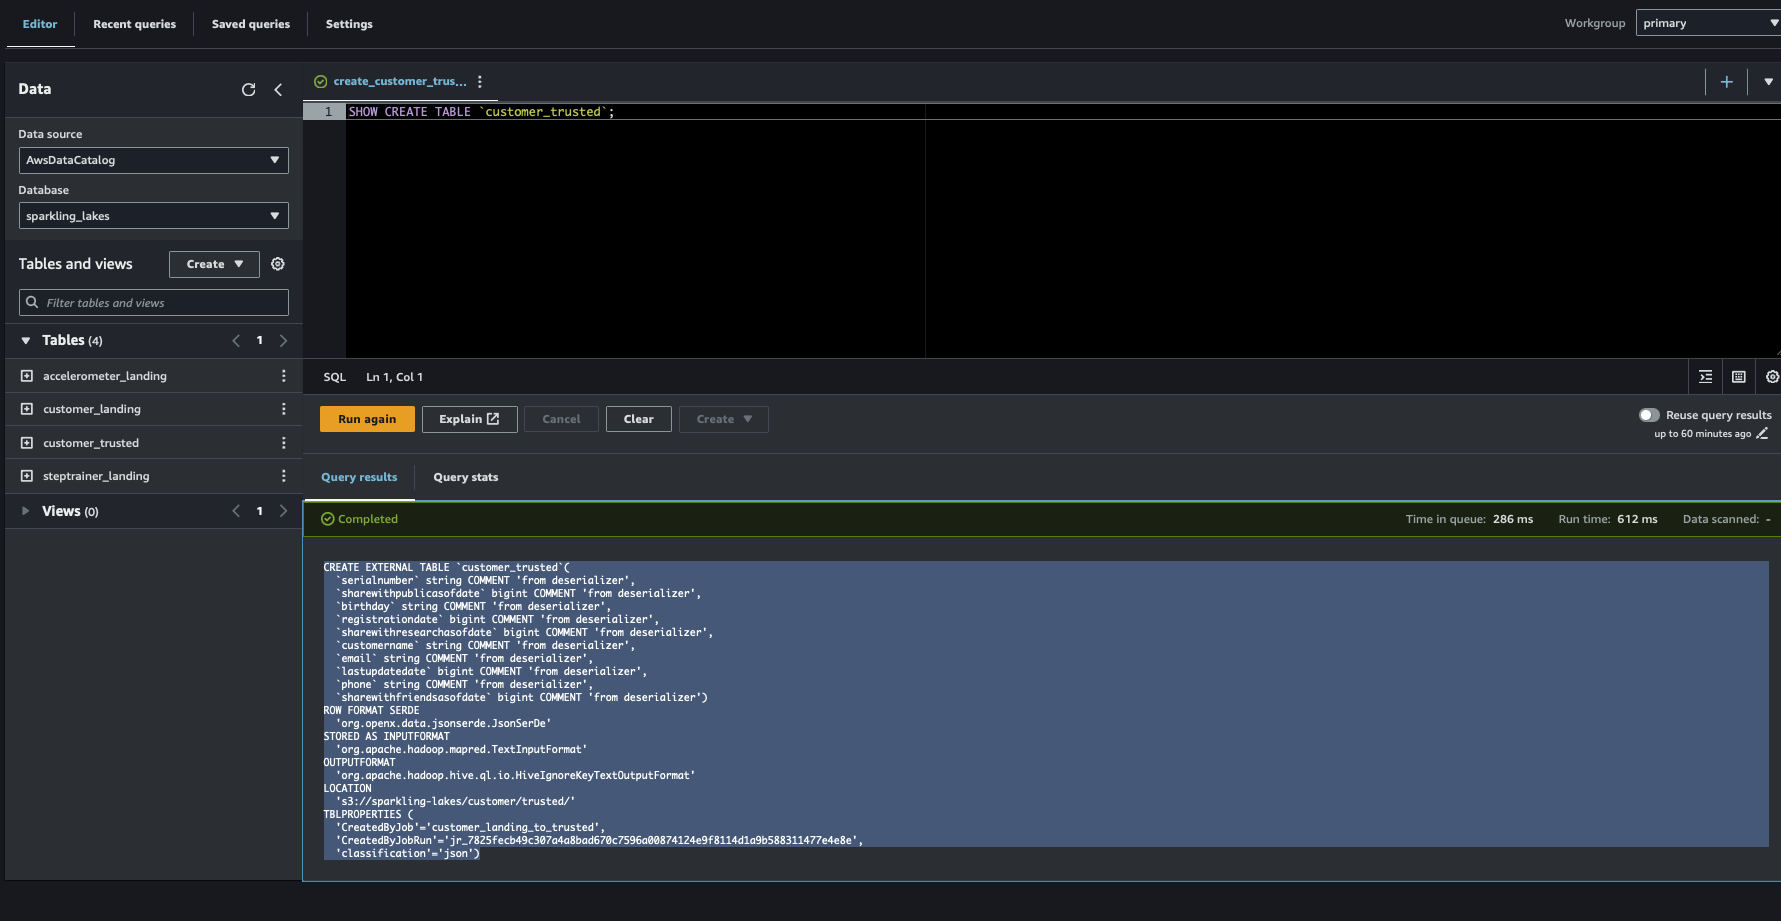 Editor
Recent queries
Saved queries
Settings
Workgroup
primary
Data
create_customer_trus...
Data source
AwsDataCatalog
Database
sparkling_lakes
Tables and views
Create
Filter tables and views
Tables (4)
1
accelerometer_landing
customer_landing
customer_trusted
steptrainer_landing
Views (0)
1
1 SHOW CREATE TABLE `customer_trusted`;
SQL Ln 1, Col 1
Run again
Explain
Cancel
Clear
Create
Reuse query results
up to 60 minutes ago
Query results
Query stats
Completed
Time in queue: 286 ms
Run time: 612 ms
Data scanned: -
CREATE EXTERNAL TABLE `customer_trusted`(
`serialnumber` string COMMENT 'from deserializer',
`sharewithpublicasofdate` bigint COMMENT 'from deserializer',
`birthday` string COMMENT 'from deserializer',
`registrationdate` bigint COMMENT 'from deserializer',
`sharewithresearchasofdate` bigint COMMENT 'from deserializer',
`customername` string COMMENT 'from deserializer',
`email` string COMMENT 'from deserializer',
`lastupdatedate` bigint COMMENT 'from deserializer',
`phone` string COMMENT 'from deserializer',
`sharewithfriendsasofdate` bigint COMMENT 'from deserializer')
ROW FORMAT SERDE
'org.openx.data.jsonserde.JsonSerDe'
STORED AS INPUTFORMAT
'org.apache.hadoop.mapred.TextInputFormat'
OUTPUTFORMAT
'org.apache.hadoop.hive.ql.io.HiveIgnoreKeyTextOutputFormat'
LOCATION
's3://sparkling-lakes/customer/trusted/'
TBLPROPERTIES (
'CreatedByJob'='customer_landing_to_trusted',
'CreatedByJobRun'='jr_7825fecb49c307a4a8bad670c7596a00874124e9f8114d1a9b588311477e4e8e',
'classification'='json')